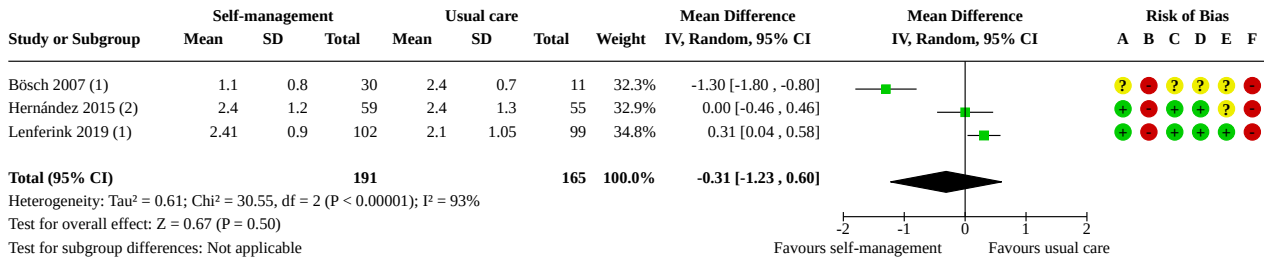 Self-management Usual care Mean Difference Mean Difference Risk of Bias
Study or Subgroup Mean SD Total Mean SD Total Weight IV, Random, 95% CI IV, Random, 95% CI A B C D E F
Bösch 2007 (1) 1.1 0.8 30 2.4 0.7 11 32.3% -1.30 [-1.80 , -0.80] ? - ? ? ? -
Hernández 2015 (2) 2.4 1.2 59 2.4 1.3 55 32.9% 0.00 [-0.46 , 0.46] + - + + ? -
Lenferink 2019 (1) 2.41 0.9 102 2.1 1.05 99 34.8% 0.31 [0.04 , 0.58] + - + + + -
Total (95% CI) 191 165 100.0% -0.31 [-1.23 , 0.60]
Heterogeneity: Tau² = 0.61; Chi² = 30.55, df = 2 (P < 0.00001); I² = 93%
Test for overall effect: Z = 0.67 (P = 0.50) -2 -1 0 1 2
Test for subgroup differences: Not applicable Favours self-management Favours usual care